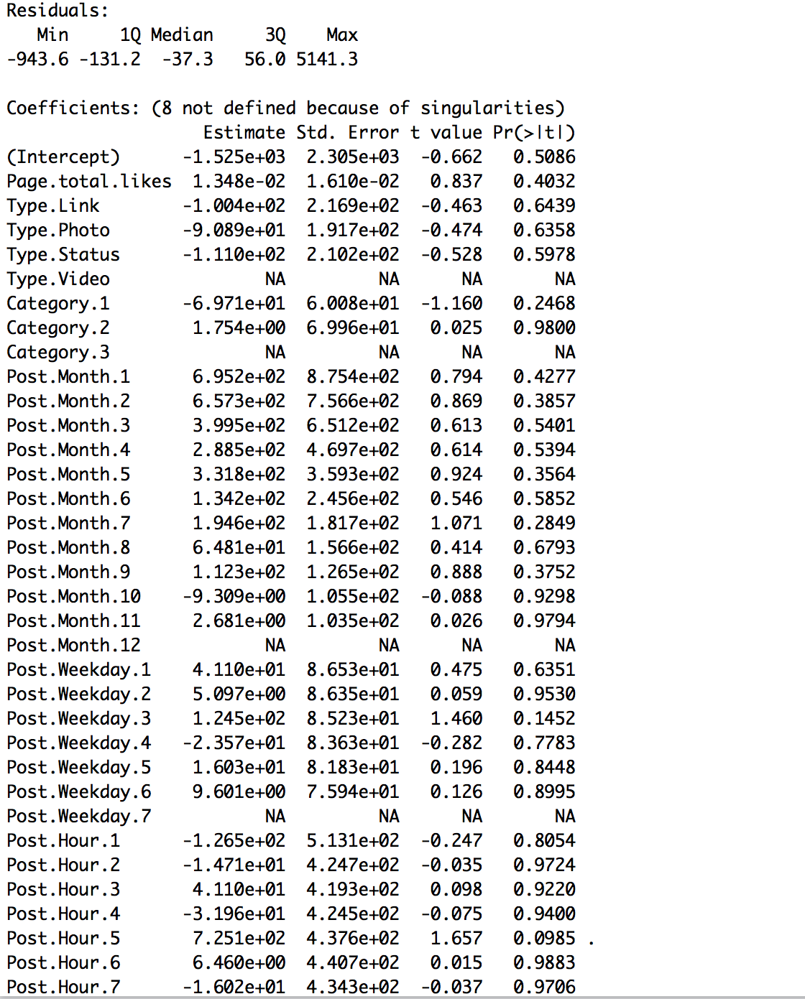 Residuals:
   Min     1Q Median     3Q    Max
-943.6 -131.2  -37.3   56.0 5141.3

Coefficients: (8 not defined because of singularities)
                   Estimate Std. Error t value Pr(>|t|)
(Intercept)      -1.525e+03  2.305e+03  -0.662   0.5086
Page.total.likes  1.348e-02  1.610e-02   0.837   0.4032
Type.Link        -1.004e+02  2.169e+02  -0.463   0.6439
Type.Photo       -9.089e+01  1.917e+02  -0.474   0.6358
Type.Status      -1.110e+02  2.102e+02  -0.528   0.5978
Type.Video               NA         NA      NA       NA
Category.1       -6.971e+01  6.008e+01  -1.160   0.2468
Category.2        1.754e+00  6.996e+01   0.025   0.9800
Category.3               NA         NA      NA       NA
Post.Month.1      6.952e+02  8.754e+02   0.794   0.4277
Post.Month.2      6.573e+02  7.566e+02   0.869   0.3857
Post.Month.3      3.995e+02  6.512e+02   0.613   0.5401
Post.Month.4      2.885e+02  4.697e+02   0.614   0.5394
Post.Month.5      3.318e+02  3.593e+02   0.924   0.3564
Post.Month.6      1.342e+02  2.456e+02   0.546   0.5852
Post.Month.7      1.946e+02  1.817e+02   1.071   0.2849
Post.Month.8      6.481e+01  1.566e+02   0.414   0.6793
Post.Month.9      1.123e+02  1.265e+02   0.888   0.3752
Post.Month.10    -9.309e+00  1.055e+02  -0.088   0.9298
Post.Month.11     2.681e+00  1.035e+02   0.026   0.9794
Post.Month.12            NA         NA      NA       NA
Post.Weekday.1    4.110e+01  8.653e+01   0.475   0.6351
Post.Weekday.2    5.097e+00  8.635e+01   0.059   0.9530
Post.Weekday.3    1.245e+02  8.523e+01   1.460   0.1452
Post.Weekday.4   -2.357e+01  8.363e+01  -0.282   0.7783
Post.Weekday.5    1.603e+01  8.183e+01   0.196   0.8448
Post.Weekday.6    9.601e+00  7.594e+01   0.126   0.8995
Post.Weekday.7           NA         NA      NA       NA
Post.Hour.1      -1.265e+02  5.131e+02  -0.247   0.8054
Post.Hour.2      -1.471e+01  4.247e+02  -0.035   0.9724
Post.Hour.3       4.110e+01  4.193e+02   0.098   0.9220
Post.Hour.4      -3.196e+01  4.245e+02  -0.075   0.9400
Post.Hour.5       7.251e+02  4.376e+02   1.657   0.0985 .
Post.Hour.6       6.460e+00  4.407e+02   0.015   0.9883
Post.Hour.7      -1.602e+01  4.343e+02  -0.037   0.9706